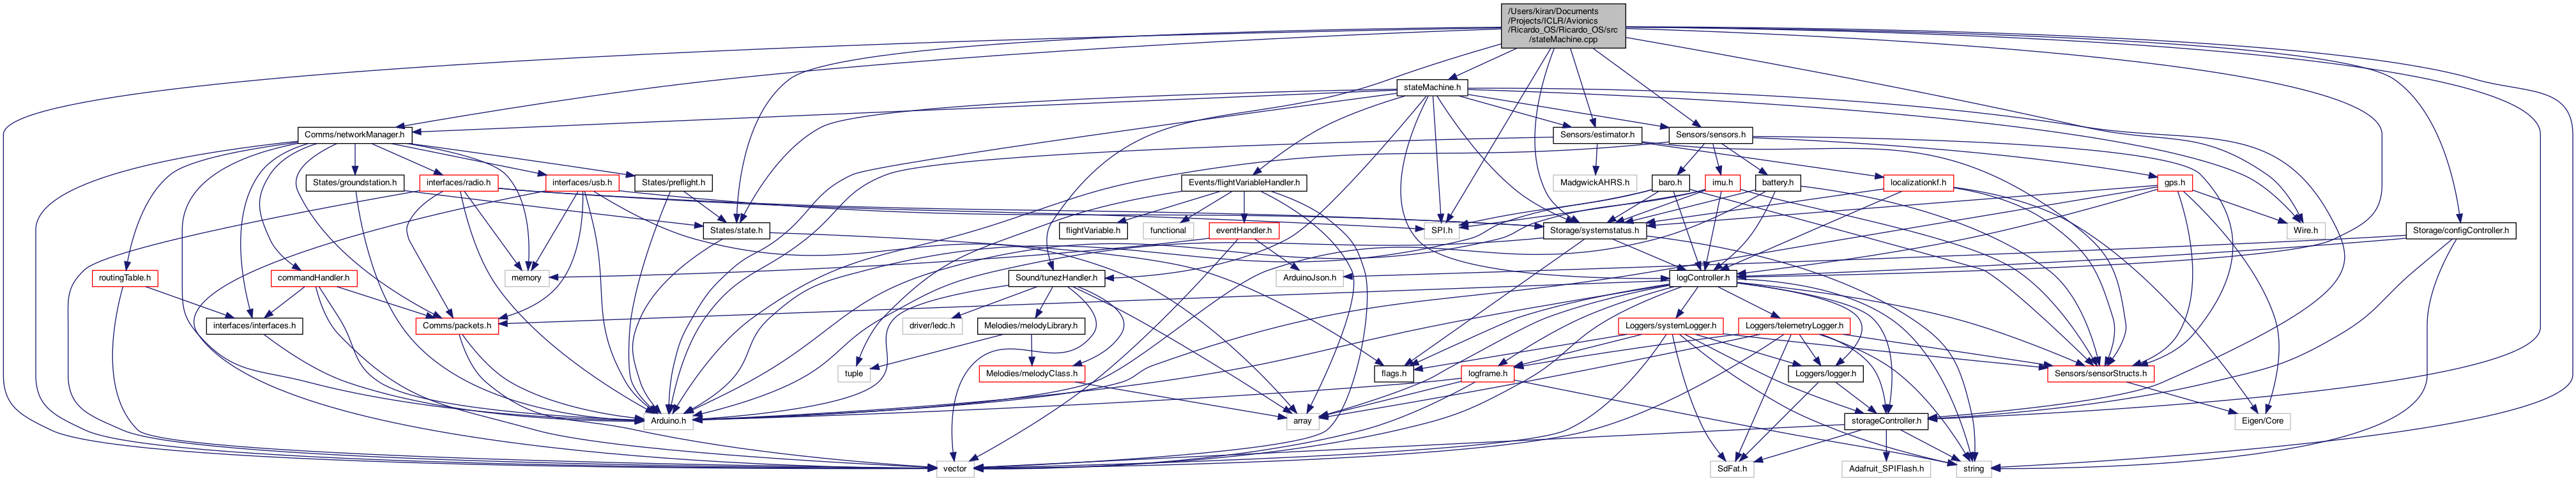 /Users/kiran/Documents
/Projects/ICLR/Avionics
/Ricardo_OS/Ricardo_OS/src
/stateMachine.cpp
stateMachine.h
Comms/networkManager.h
Sensors/estimator.h
Sensors/sensors.h
States/groundstation.h
interfaces/radio.h
interfaces/usb.h
States/preflight.h
Events/flightVariableHandler.h
MadgwickAHRS.h
baro.h
imu.h
battery.h
localizationkf.h
gps.h
States/state.h
flightVariable.h
functional
eventHandler.h
SPI.h
Storage/systemstatus.h
Wire.h
Storage/configController.h
routingTable.h
commandHandler.h
memory
Sound/tunezHandler.h
ArduinoJson.h
logController.h
interfaces/interfaces.h
Comms/packets.h
driver/ledc.h
Melodies/melodyLibrary.h
Loggers/systemLogger.h
Loggers/telemetryLogger.h
tuple
Melodies/melodyClass.h
flags.h
logframe.h
Loggers/logger.h
Sensors/sensorStructs.h
Arduino.h
array
storageController.h
Eigen/Core
vector
SdFat.h
Adafruit_SPIFlash.h
string